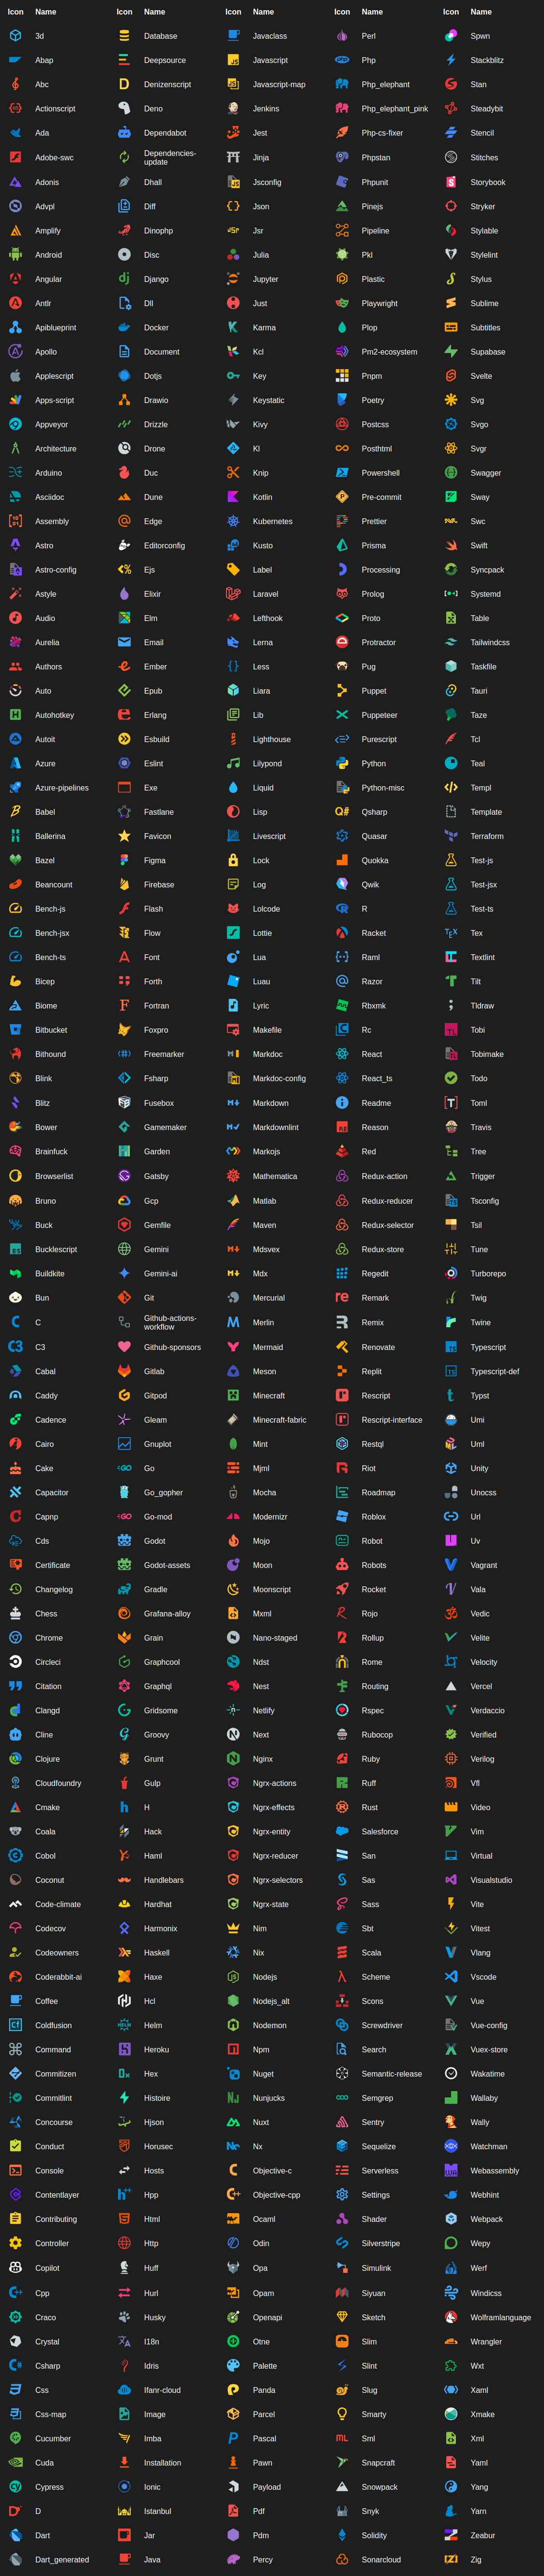 Icon Name
3d
Abap
Abc
Actionscript
Ada
Adobe-swc
Adonis
Advpl
Amplify
Android
Angular
Antlr
Apiblueprint
Apollo
Applescript
Apps-script
Appveyor
Architecture
Arduino
Asciidoc
Assembly
Astro
Astro-config
Astyle
Audio
Aurelia
Authors
Auto
Autohotkey
Autoit
Azure
Azure-pipelines
Babel
Ballerina
Bazel
Beancount
Bench-js
Bench-jsx
Bench-ts
Bicep
Biome
Bitbucket
Bithound
Blink
Blitz
Bower
Brainfuck
Browserlist
Bruno
Buck
Bucklescript
Buildkite
Bun
C
C3
Cabal
Caddy
Cadence
Cairo
Cake
Capacitor
Capnp
Cds
Certificate
Changelog
Chess
Chrome
Circleci
Citation
Clangd
Cline
Clojure
Cloudfoundry
Cmake
Coala
Cobol
Coconut
Code-climate
Codecov
Codeowners
Coderabbit-ai
Coffee
Coldfusion
Command
Commitizen
Commitlint
Concourse
Conduct
Console
Contentlayer
Contributing
Controller
Copilot
Cpp
Craco
Crystal
Csharp
Css
Css-map
Cucumber
Cuda
Cypress
D
Dart
Dart_generated
Icon Name
Database
Deepsource
Denizenscript
Deno
Dependabot
Dependencies-
update
Dhall
Diff
Dinophp
Disc
Django
Dll
Docker
Document
Dotjs
Drawio
Drizzle
Drone
Duc
Dune
Edge
Editorconfig
Ejs
Elixir
Elm
Email
Ember
Epub
Erlang
Esbuild
Eslint
Exe
Fastlane
Favicon
Figma
Firebase
Flash
Flow
Font
Forth
Fortran
Foxpro
Freemarker
Fsharp
Fusebox
Gamemaker
Garden
Gatsby
Gcp
Gemfile
Gemini
Gemini-ai
Git
Github-actions-
workflow
Github-sponsors
Gitlab
Gitpod
Gleam
Gnuplot
Go
Go_gopher
Go-mod
Godot
Godot-assets
Gradle
Grafana-alloy
Grain
Graphcool
Graphql
Gridsome
Groovy
Grunt
Gulp
H
Hack
Haml
Handlebars
Hardhat
Harmonix
Haskell
Haxe
Hcl
Helm
Heroku
Hex
Histoire
Hjson
Horusec
Hosts
Hpp
Html
Http
Huff
Hurl
Husky
I18n
Idris
Ifanr-cloud
Image
Imba
Installation
Ionic
Istanbul
Jar
Java
Icon Name
Javaclass
Javascript
Javascript-map
Jenkins
Jest
Jinja
Jsconfig
Json
Jsr
Julia
Jupyter
Just
Karma
Kcl
Key
Keystatic
Kivy
Kl
Knip
Kotlin
Kubernetes
Kusto
Label
Laravel
Lefthook
Lerna
Less
Liara
Lib
Lighthouse
Lilypond
Liquid
Lisp
Livescript
Lock
Log
Lolcode
Lottie
Lua
Luau
Lyric
Makefile
Markdoc
Markdoc-config
Markdown
Markdownlint
Markojs
Mathematica
Matlab
Maven
Mdsvex
Mdx
Mercurial
Merlin
Mermaid
Meson
Minecraft
Minecraft-fabric
Mint
Mjml
Mocha
Modernizr
Mojo
Moon
Moonscript
Mxml
Nano-staged
Ndst
Nest
Netlify
Next
Nginx
Ngrx-actions
Ngrx-effects
Ngrx-entity
Ngrx-reducer
Ngrx-selectors
Ngrx-state
Nim
Nix
Nodejs
Nodejs_alt
Nodemon
Npm
Nuget
Nunjucks
Nuxt
Nx
Objective-c
Objective-cpp
Ocaml
Odin
Opa
Opam
Openapi
Otne
Palette
Panda
Parcel
Pascal
Pawn
Payload
Pdf
Pdm
Percy
Icon Name
Perl
Php
Php_elephant
Php_elephant_pink
Php-cs-fixer
Phpstan
Phpunit
Pinejs
Pipeline
Pkl
Plastic
Playwright
Plop
Pm2-ecosystem
Pnpm
Poetry
Postcss
Posthtml
Powershell
Pre-commit
Prettier
Prisma
Processing
Prolog
Proto
Protractor
Pug
Puppet
Puppeteer
Purescript
Python
Python-misc
Qsharp
Quasar
Quokka
Qwik
R
Racket
Raml
Razor
Rbxmk
Rc
React
React_ts
Readme
Reason
Red
Redux-action
Redux-reducer
Redux-selector
Redux-store
Regedit
Remark
Remix
Renovate
Replit
Rescript
Rescript-interface
Restql
Riot
Roadmap
Roblox
Robot
Robots
Rocket
Rojo
Rollup
Rome
Routing
Rspec
Rubocop
Ruby
Ruff
Rust
Salesforce
San
Sas
Sass
Sbt
Scala
Scheme
Scons
Screwdriver
Search
Semantic-release
Semgrep
Sentry
Sequelize
Serverless
Settings
Shader
Silverstripe
Simulink
Siyuan
Sketch
Slim
Slint
Slug
Smarty
Sml
Snapcraft
Snowpack
Snyk
Solidity
Sonarcloud
Icon Name
Spwn
Stackblitz
Stan
Steadybit
Stencil
Stitches
Storybook
Stryker
Stylable
Stylelint
Stylus
Sublime
Subtitles
Supabase
Svelte
Svg
Svgo
Svgr
Swagger
Sway
Swc
Swift
Syncpack
Systemd
Table
Tailwindcss
Taskfile
Tauri
Taze
Tcl
Teal
Templ
Template
Terraform
Test-js
Test-jsx
Test-ts
Tex
Textlint
Tilt
Tldraw
Tobi
Tobimake
Todo
Toml
Travis
Tree
Trigger
Tsconfig
Tsil
Tune
Turborepo
Twig
Twine
Typescript
Typescript-def
Typst
Umi
Uml
Unity
Unocss
Url
Uv
Vagrant
Vala
Vedic
Velite
Velocity
Vercel
Verdaccio
Verified
Verilog
Vfl
Video
Vim
Virtual
Visualstudio
Vite
Vitest
Vlang
Vscode
Vue
Vue-config
Vuex-store
Wakatime
Wallaby
Wally
Watchman
Webassembly
Webhint
Webpack
Wepy
Werf
Windicss
Wolframlanguage
Wrangler
Wxt
Xaml
Xmake
Xml
Yaml
Yang
Yarn
Zeabur
Zig